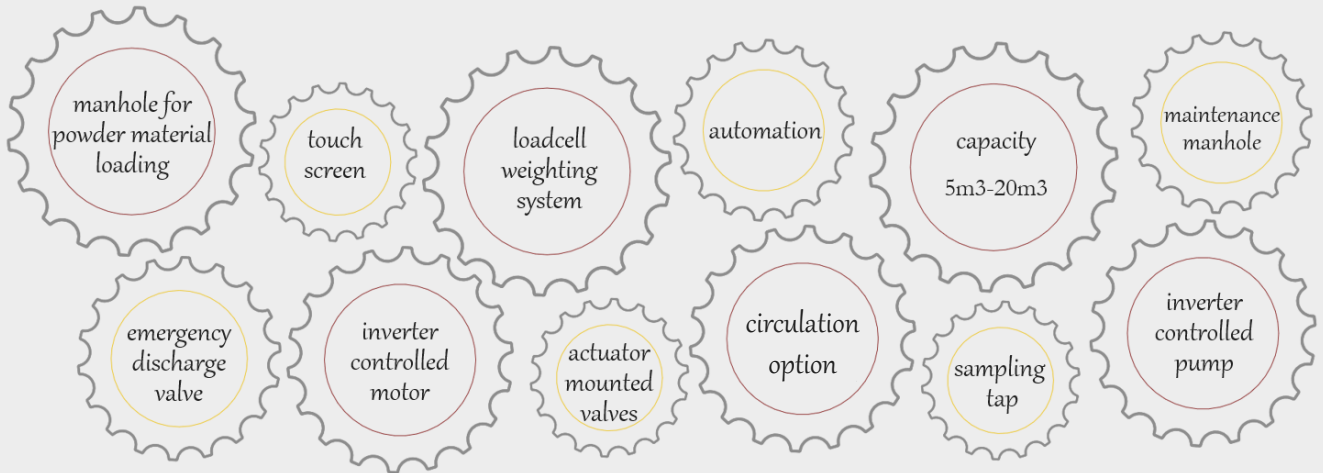 manhole for
powder material
loading
touch
screen
loadcell
weighting
system
automation
capacity
5m3-20m3
maintenance
manhole
emergency
discharge
valve
inverter
controlled
motor
actuator
mounted
valves
circulation
option
sampling
tap
inverter
controlled
pump